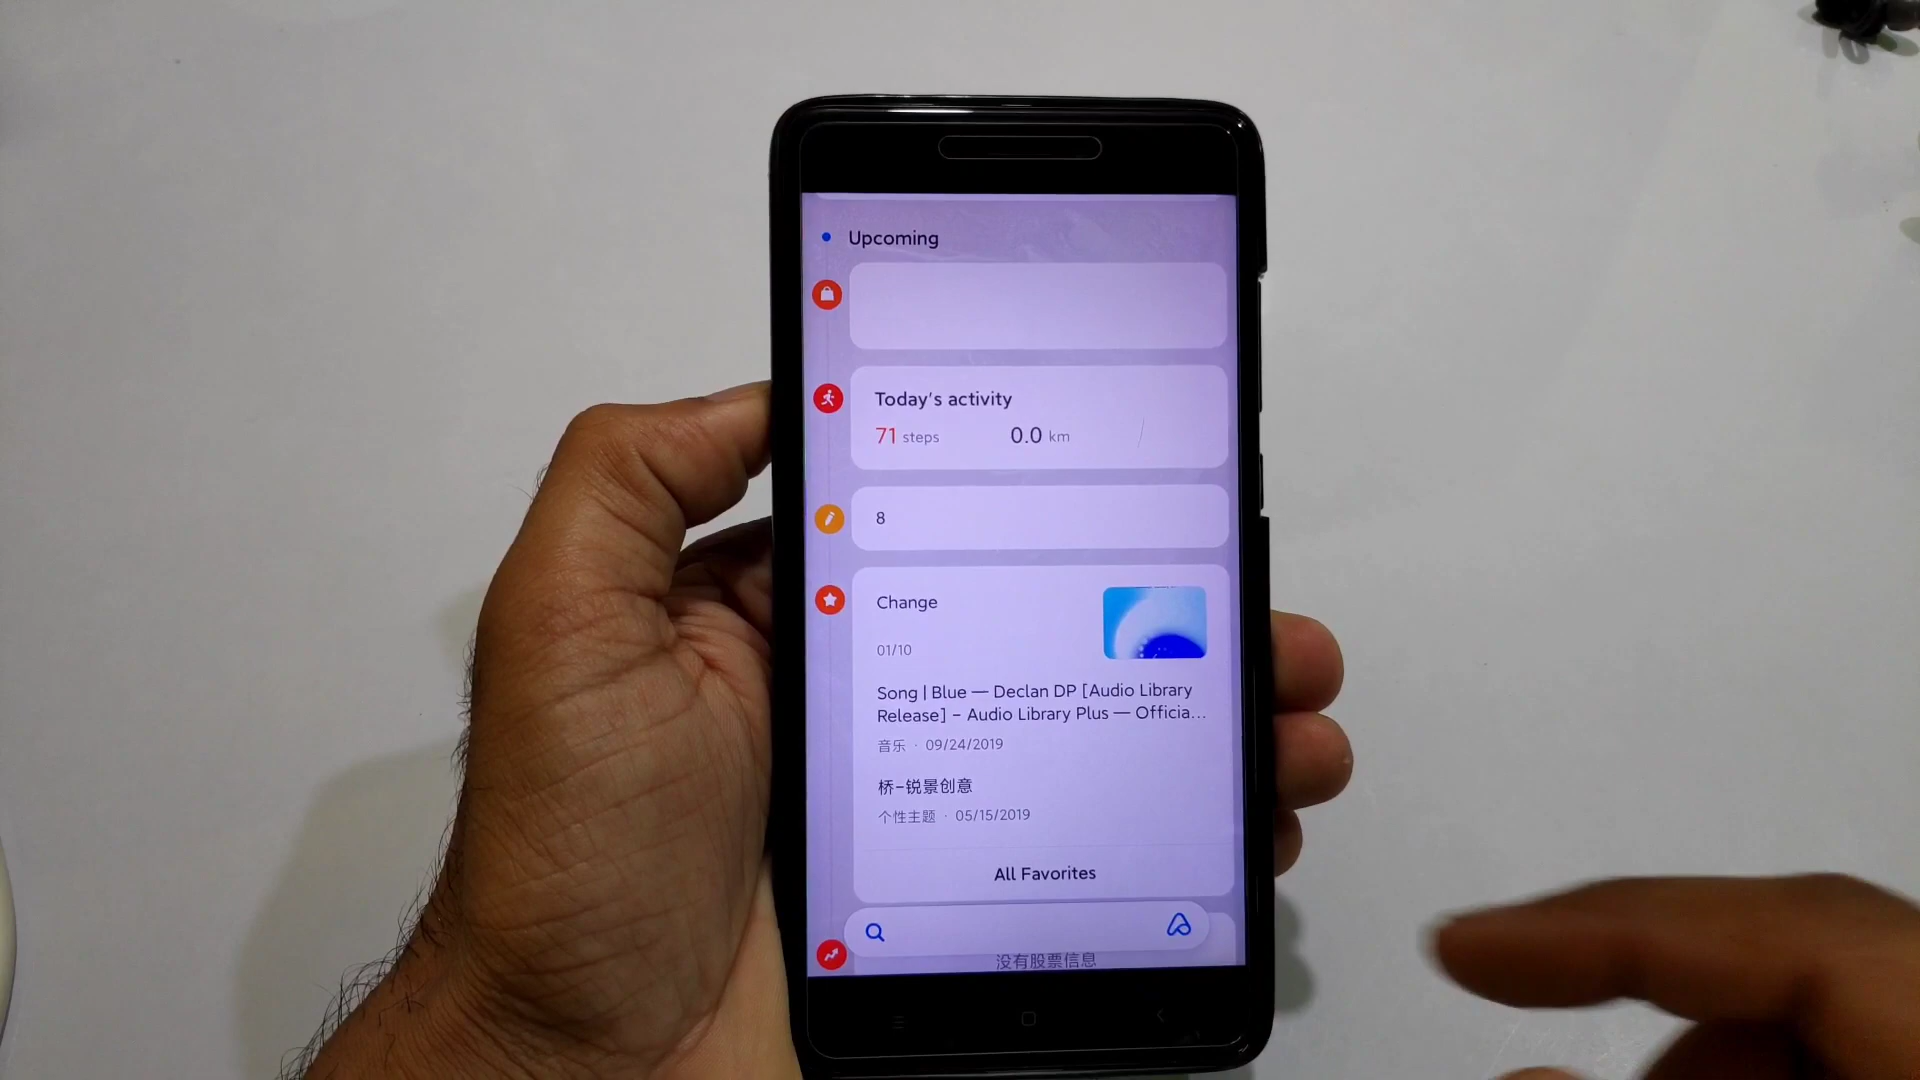 Upcoming
Today's activity
71 steps 0.0 km
8
Change
01/10
Song | Blue — Declan DP [Audio Library
Release] – Audio Library Plus — Officia...
音乐 · 09/24/2019
桥-锐景创意
个性主题 · 05/15/2019
All Favorites
没有股票信息